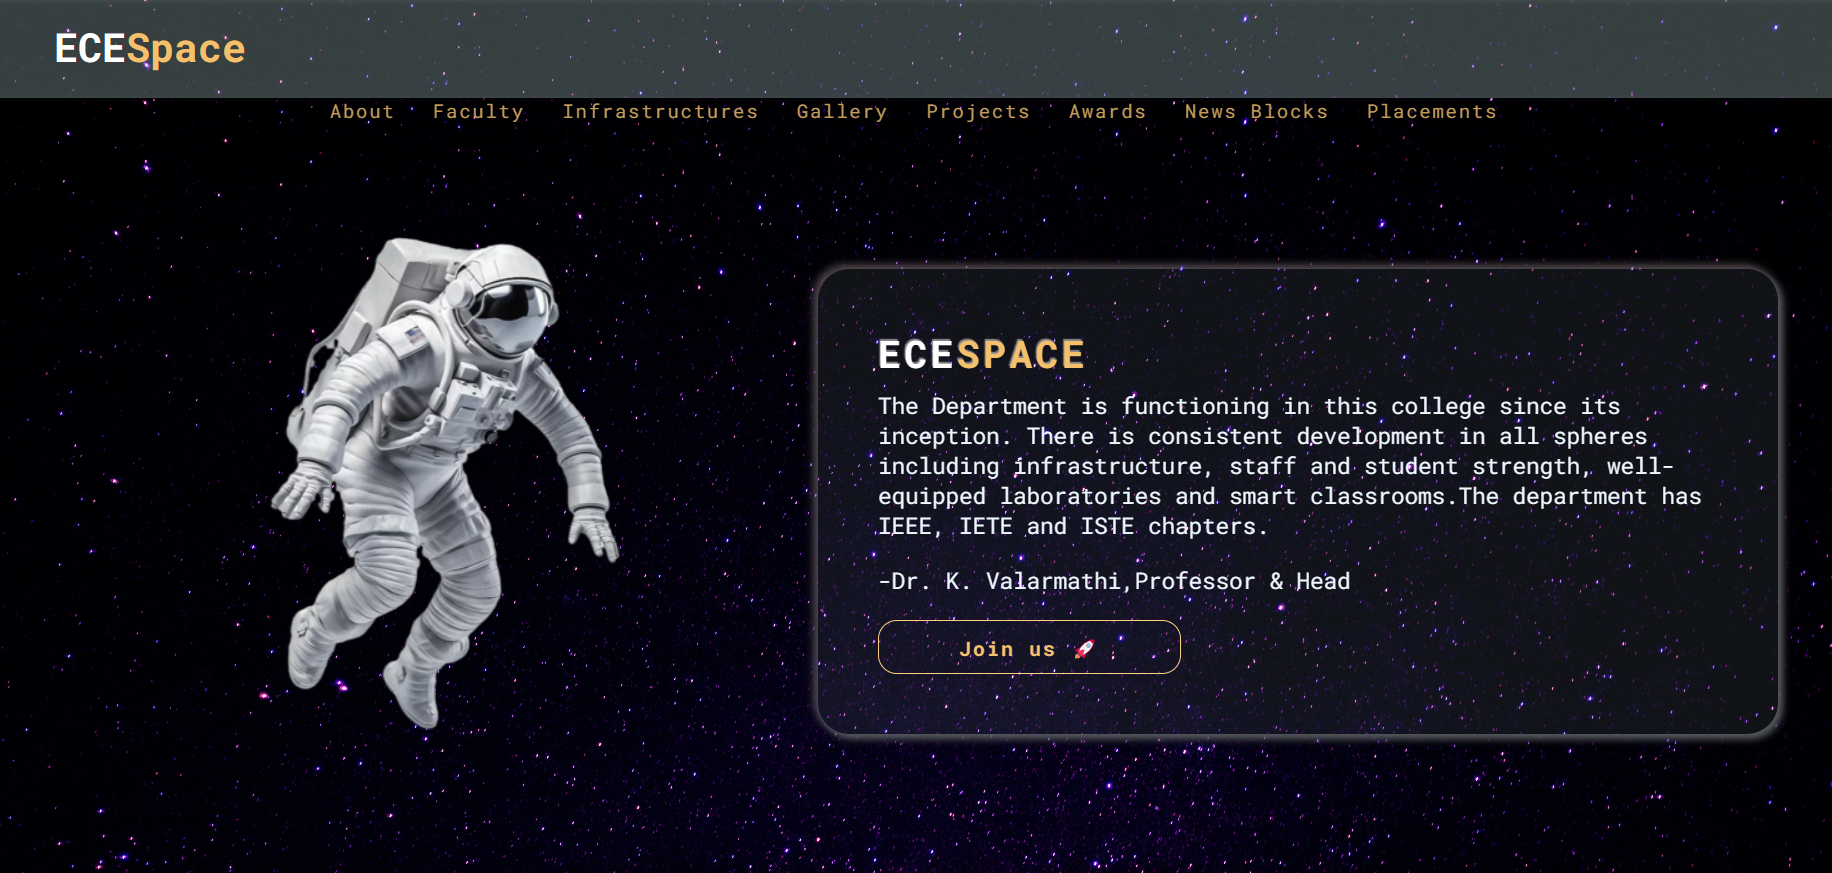 ECESpace
About Faculty Infrastructures Gallery Projects Awards News Blocks Placements
ECESPACE
The Department is functioning in this college since its
inception. There is consistent development in all spheres
including infrastructure, staff and student strength, well-
equipped laboratories and smart classrooms.The department has
IEEE, IETE and ISTE chapters.
-Dr. K. Valarmathi,Professor & Head
Join us 🚀